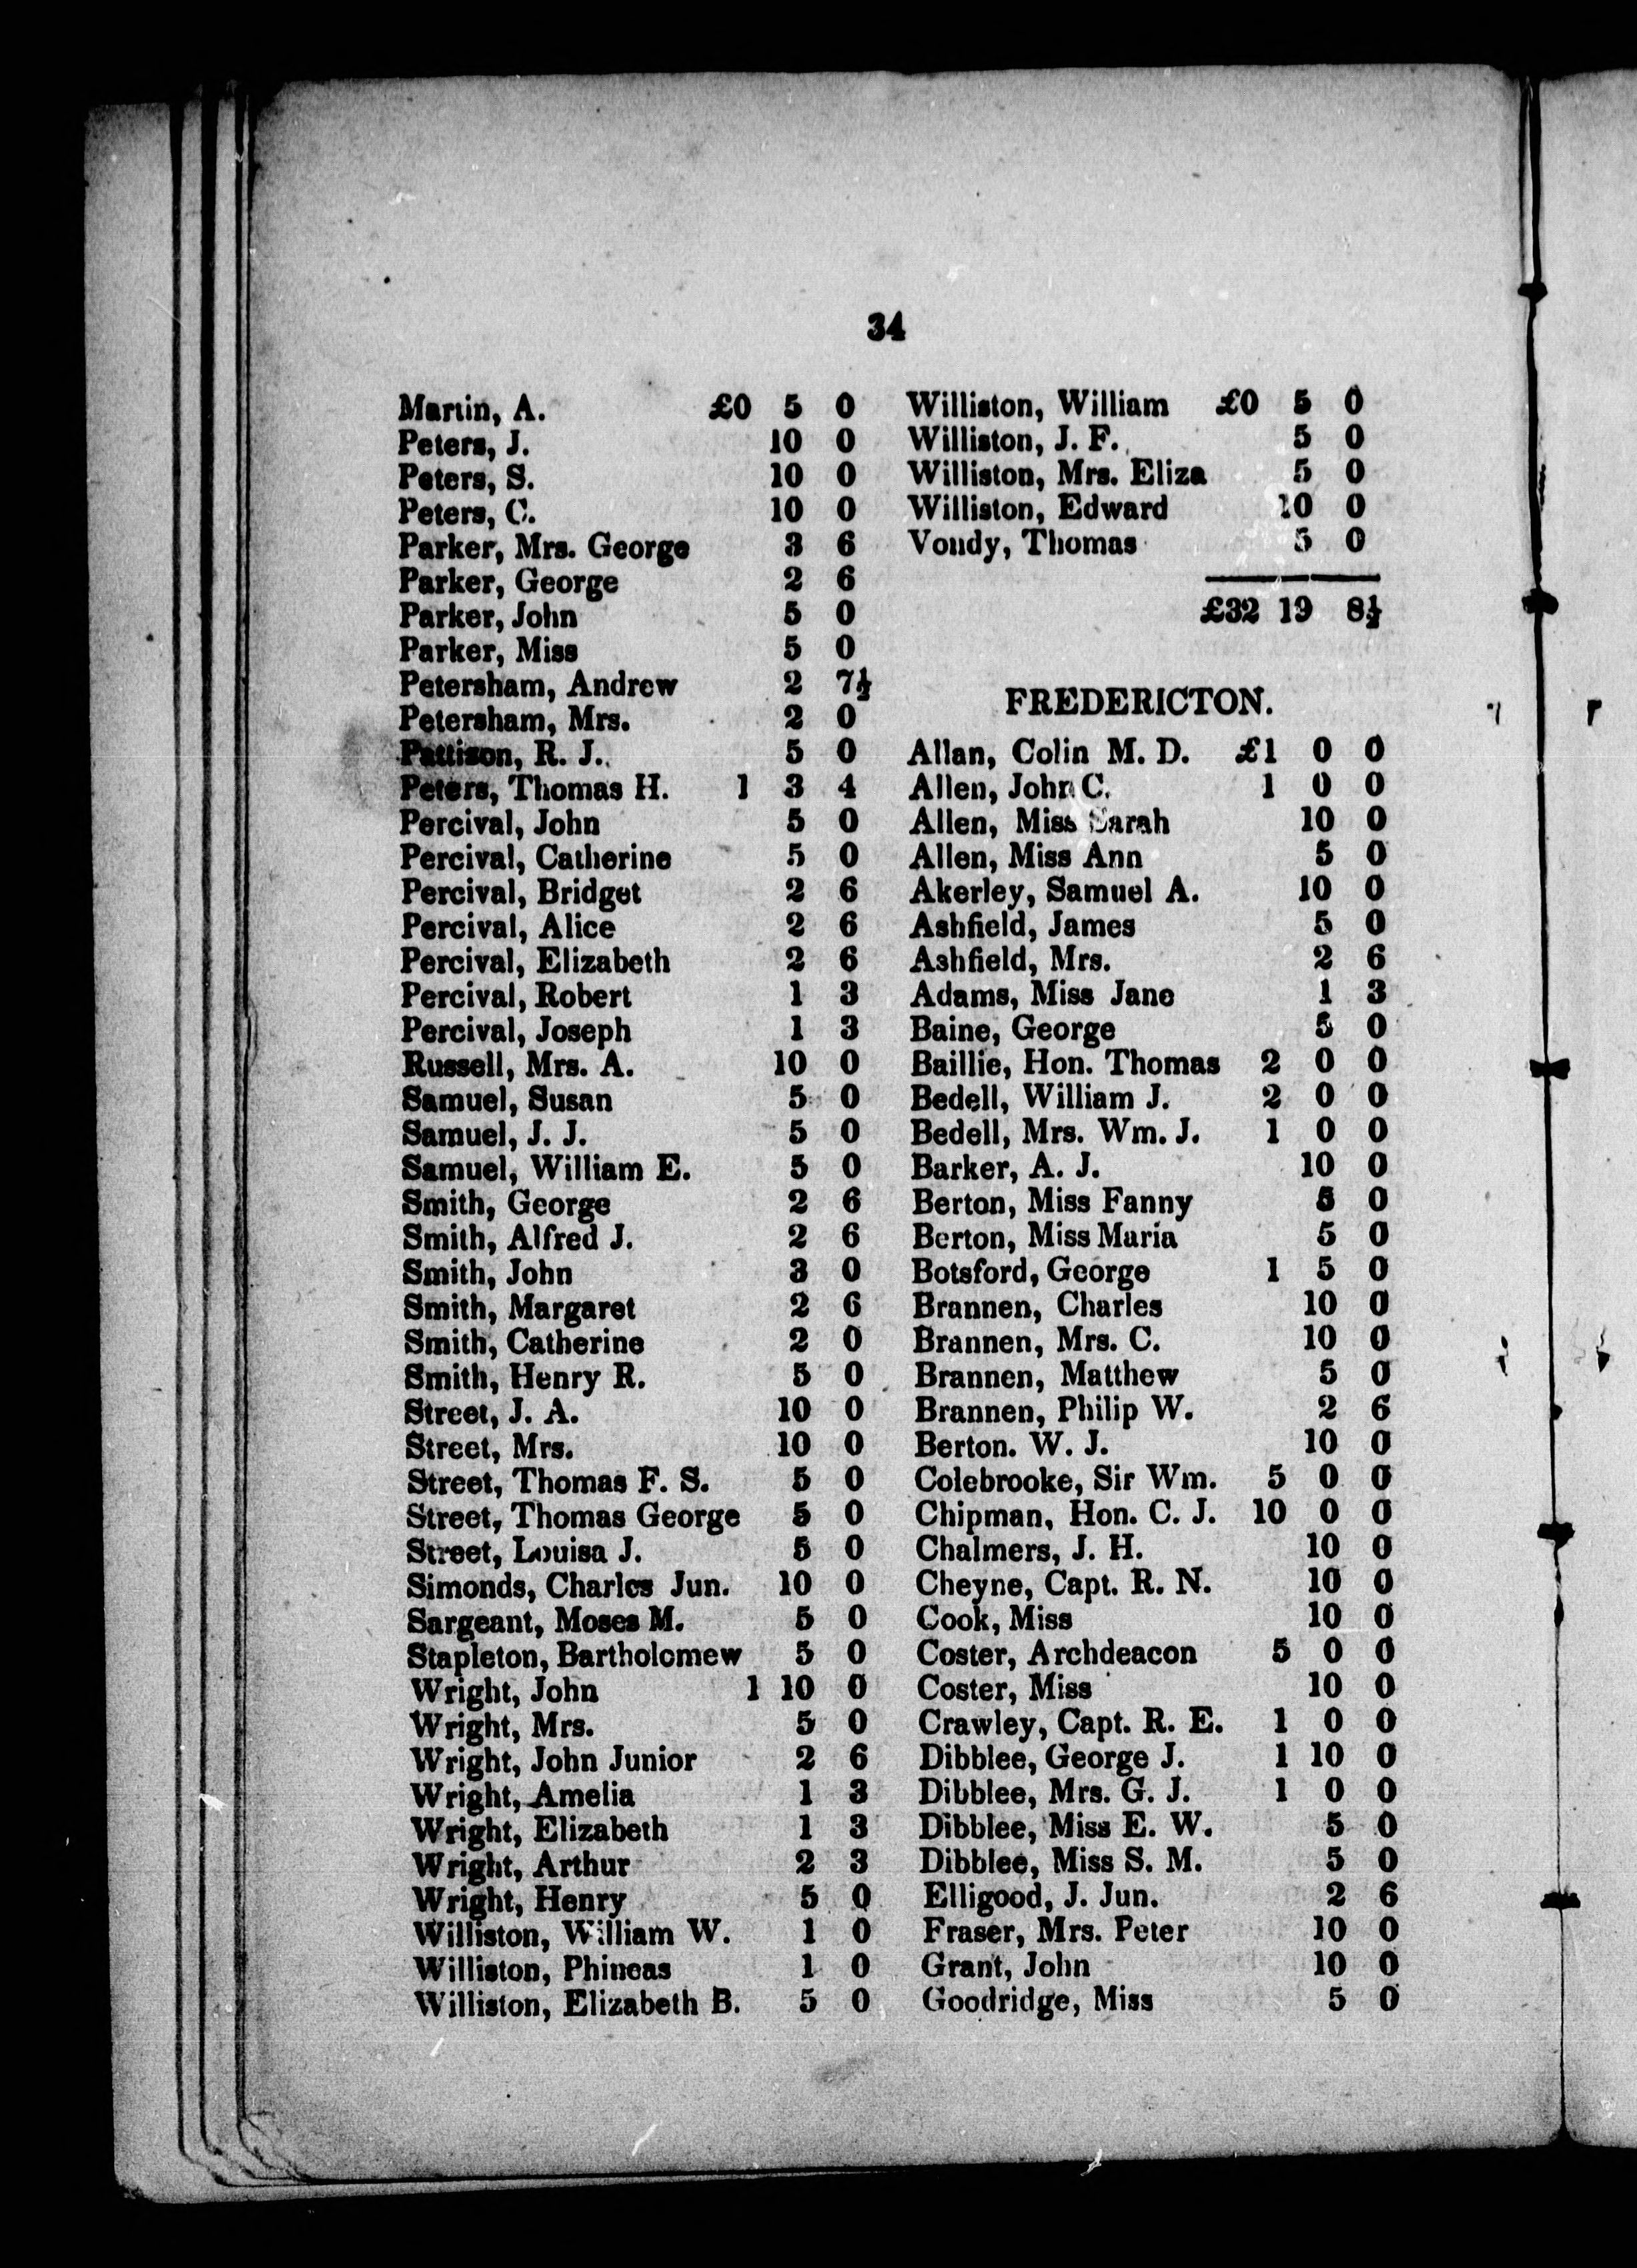 34
Martin, A. £0 5 0
Peters, J. 10 0
Peters, S. 10 0
Peters, C. 10 0
Parker, Mrs. George 3 6
Parker, George 2 6
Parker, John 5 0
Parker, Miss 5 0
Petersham, Andrew 2 7½
Petersham, Mrs. 2 0
Pattison, R. J. 5 0
Peters, Thomas H. 1 3 4
Percival, John 5 0
Percival, Catherine 5 0
Percival, Bridget 2 6
Percival, Alice 2 6
Percival, Elizabeth 2 6
Percival, Robert 1 3
Percival, Joseph 1 3
Russell, Mrs. A. 10 0
Samuel, Susan 5 0
Samuel, J. J. 5 0
Samuel, William E. 5 0
Smith, George 2 6
Smith, Alfred J. 2 6
Smith, John 3 0
Smith, Margaret 2 6
Smith, Catherine 2 0
Smith, Henry R. 5 0
Street, J. A. 10 0
Street, Mrs. 10 0
Street, Thomas F. S. 5 0
Street, Thomas George 5 0
Street, Louisa J. 5 0
Simonds, Charles Jun. 10 0
Sargeant, Moses M. 5 0
Stapleton, Bartholomew 5 0
Wright, John 1 10 0
Wright, Mrs. 5 0
Wright, John Junior 2 6
Wright, Amelia 1 3
Wright, Elizabeth 1 3
Wright, Arthur 2 3
Wright, Henry 5 0
Williston, William W. 1 0
Williston, Phineas 1 0
Williston, Elizabeth B. 5 0
Williston, William £0 5 0
Williston, J. F. 5 0
Williston, Mrs. Eliza 5 0
Williston, Edward 10 0
Vondy, Thomas 5 0
£32 19 8½
FREDERICTON.
Allan, Colin M. D. £1 0 0
Allen, John C. 1 0 0
Allen, Miss Sarah 10 0
Allen, Miss Ann 5 0
Akerley, Samuel A. 10 0
Ashfield, James 5 0
Ashfield, Mrs. 2 6
Adams, Miss Jane 1 3
Baine, George 5 0
Baillie, Hon. Thomas 2 0 0
Bedell, William J. 2 0 0
Bedell, Mrs. Wm. J. 1 0 0
Barker, A. J. 10 0
Berton, Miss Fanny 5 0
Berton, Miss Maria 5 0
Botsford, George 1 5 0
Brannen, Charles 10 0
Brannen, Mrs. C. 10 0
Brannen, Matthew 5 0
Brannen, Philip W. 2 6
Berton. W. J. 10 0
Colebrooke, Sir Wm. 5 0 0
Chipman, Hon. C. J. 10 0 0
Chalmers, J. H. 10 0
Cheyne, Capt. R. N. 10 0
Cook, Miss 10 0
Coster, Archdeacon 5 0 0
Coster, Miss 10 0
Crawley, Capt. R. E. 1 0 0
Dibblee, George J. 1 10 0
Dibblee, Mrs. G. J. 1 0 0
Dibblee, Miss E. W. 5 0
Dibblee, Miss S. M. 5 0
Elligood, J. Jun. 2 6
Fraser, Mrs. Peter 10 0
Grant, John 10 0
Goodridge, Miss 5 0